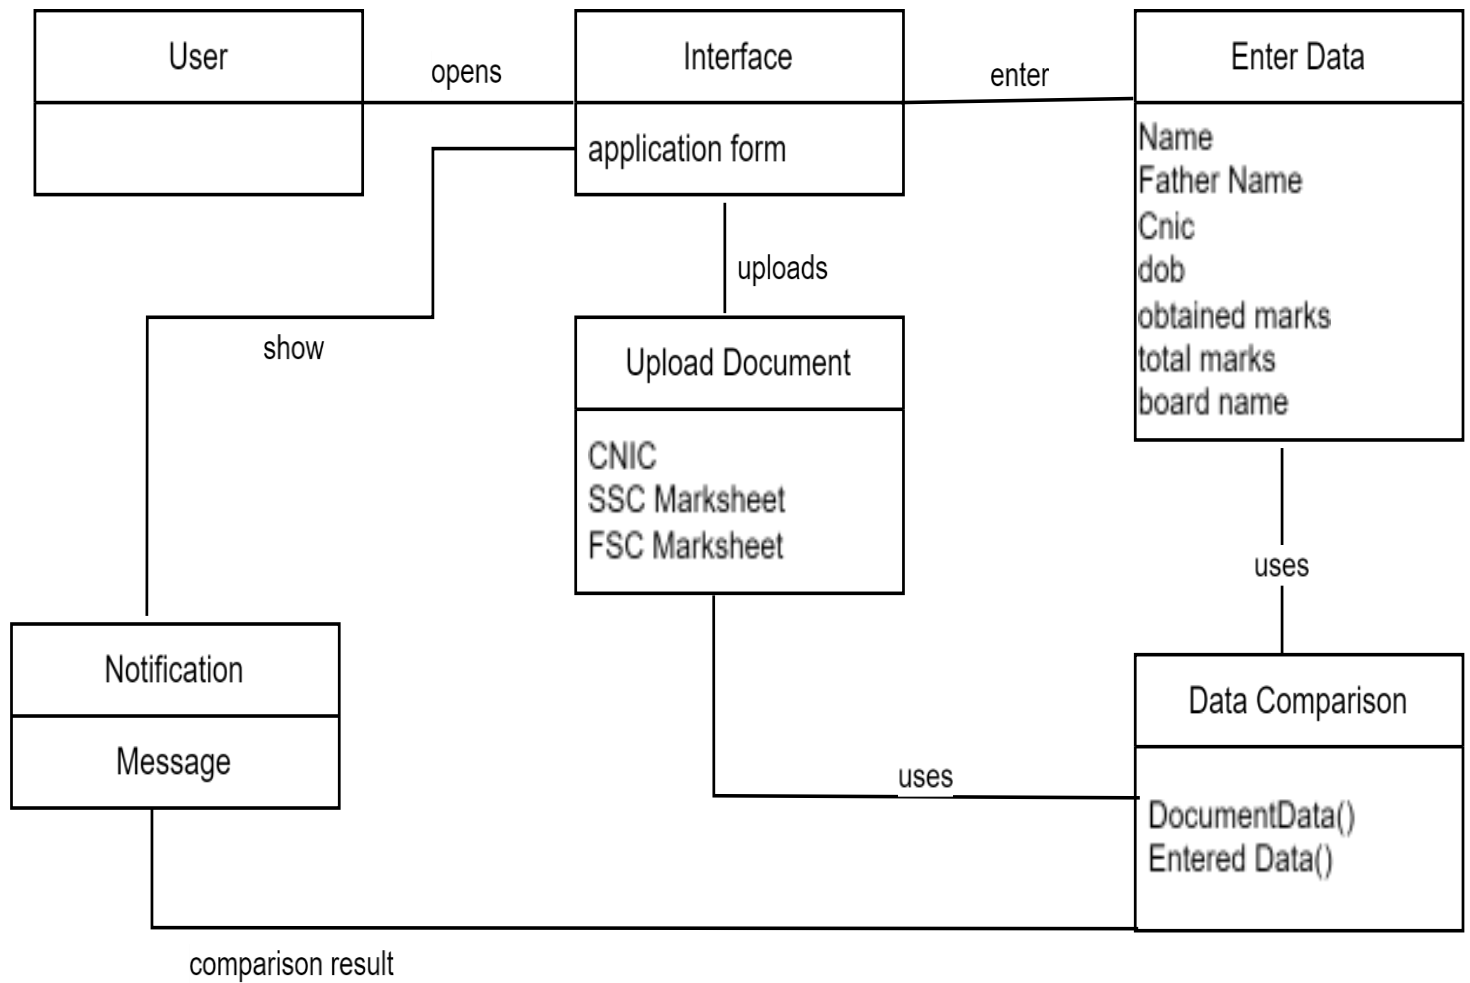 User
opens
Interface
enter
Enter Data
application form
Name
Father Name
Cnic
dob
obtained marks
total marks
board name
uploads
show
Upload Document
CNIC
SSC Marksheet
FSC Marksheet
uses
Notification
Message
Data Comparison
uses
DocumentData()
Entered Data()
comparison result